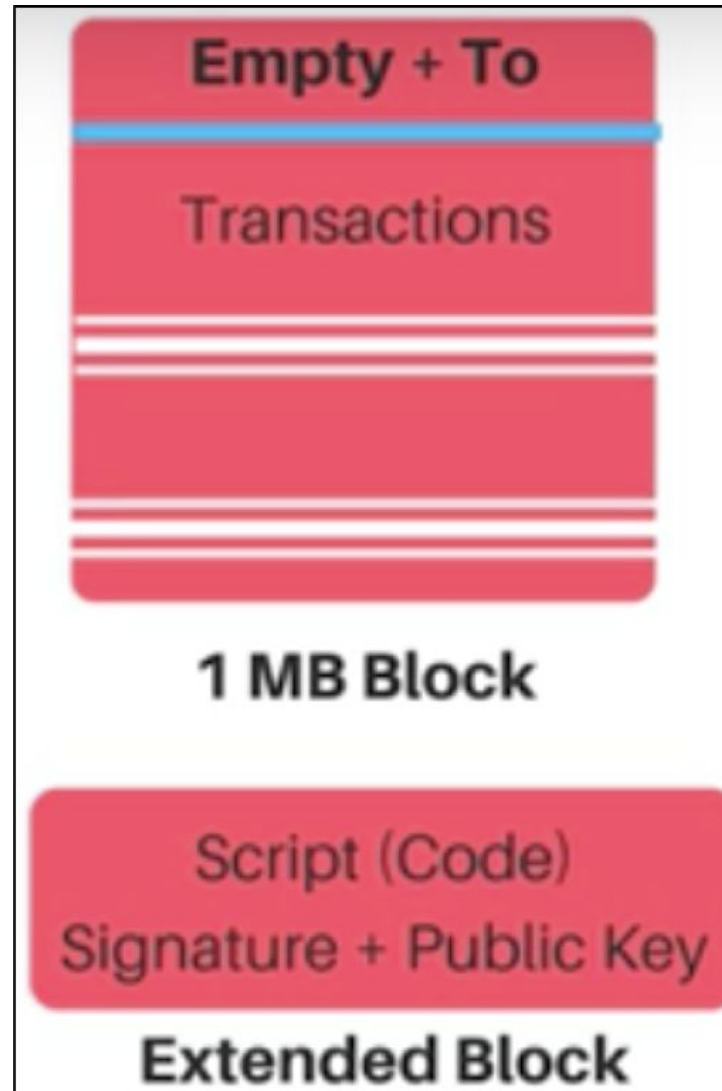 Empty + To
Transactions
1 MB Block
Script (Code)
Signature + Public Key
Extended Block